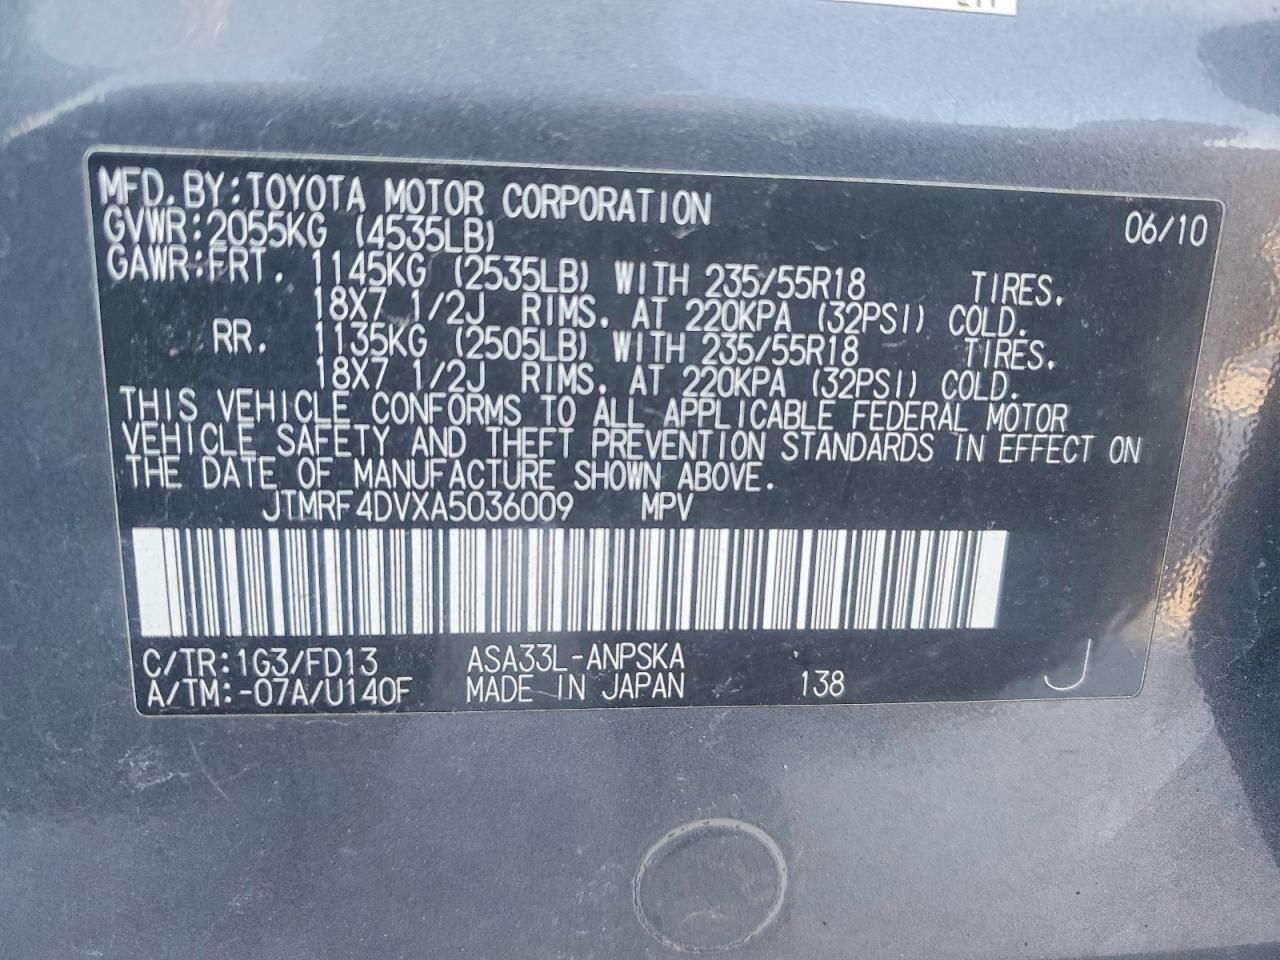 MFD.BY:TOYOTA MOTOR CORPORATION 06/10
GVWR:2055KG (4535LB)
GAWR:FRT. 1145KG (2535LB) WITH 235/55R18 TIRES.
18X7 1/2J RIMS. AT 220KPA (32PSI) COLD.
RR. 1135KG (2505LB) WITH 235/55R18 TIRES.
18X7 1/2J RIMS. AT 220KPA (32PSI) COLD.
THIS VEHICLE CONFORMS TO ALL APPLICABLE FEDERAL MOTOR
VEHICLE SAFETY AND THEFT PREVENTION STANDARDS IN EFFECT ON
THE DATE OF MANUFACTURE SHOWN ABOVE.
JTMRF4DVXA5036009 MPV
C/TR:1G3/FD13 ASA33L-ANPSKA
A/TM:-07A/U140F MADE IN JAPAN 138 J